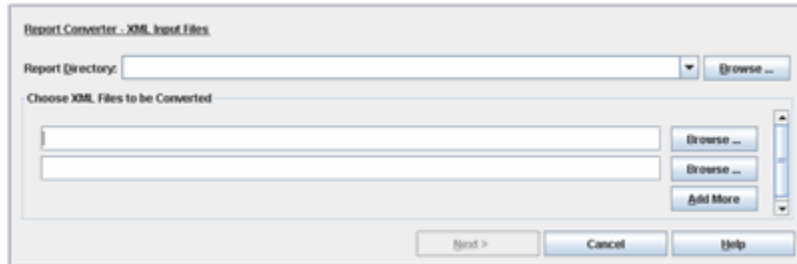 Report Converter - XML Input Files
Report Directory: Browse ...
Choose XML Files to be Converted
Browse ...
Browse ...
Add More
Next > Cancel Help